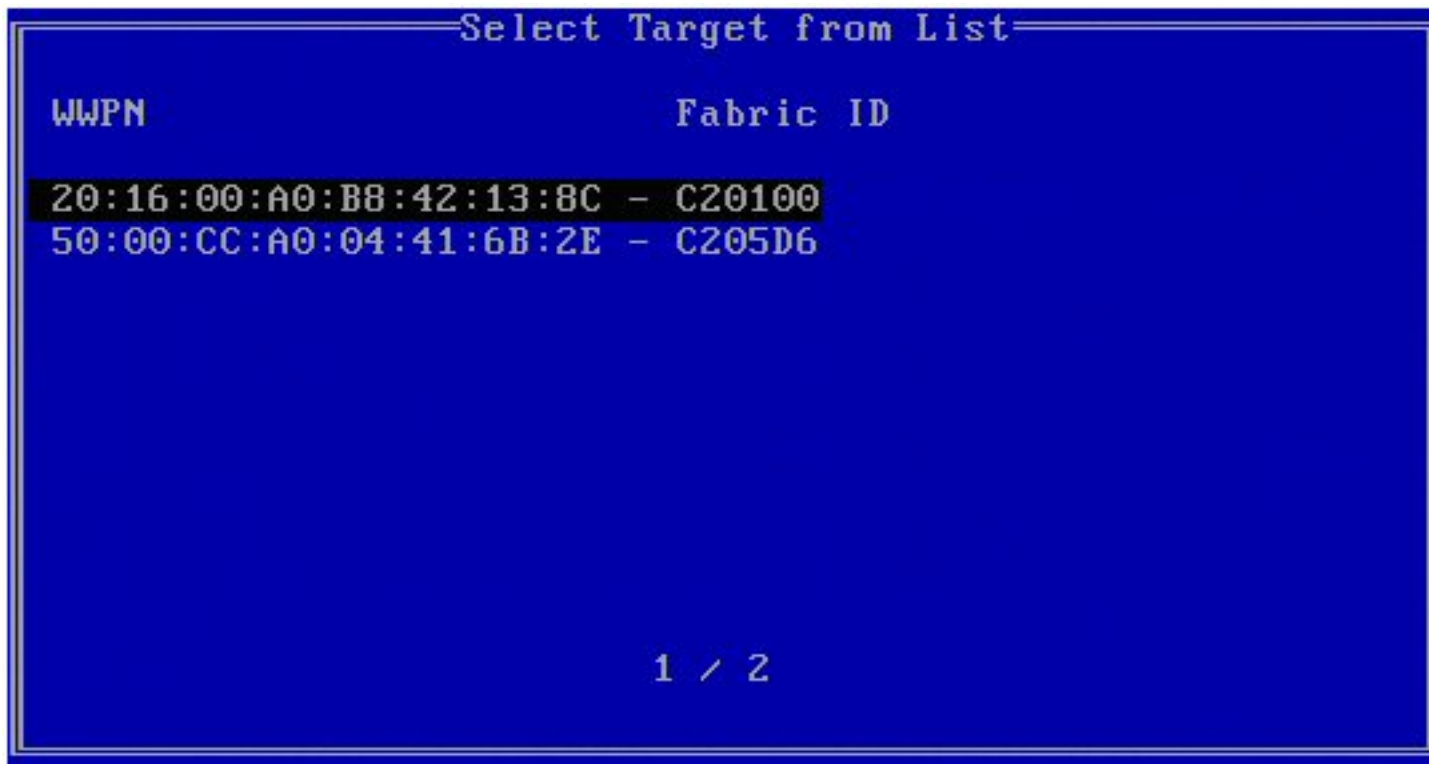 Select Target from List
WWPN Fabric ID
20:16:00:A0:B8:42:13:8C - C20100
50:00:CC:A0:04:41:6B:2E - C205D6
1 / 2